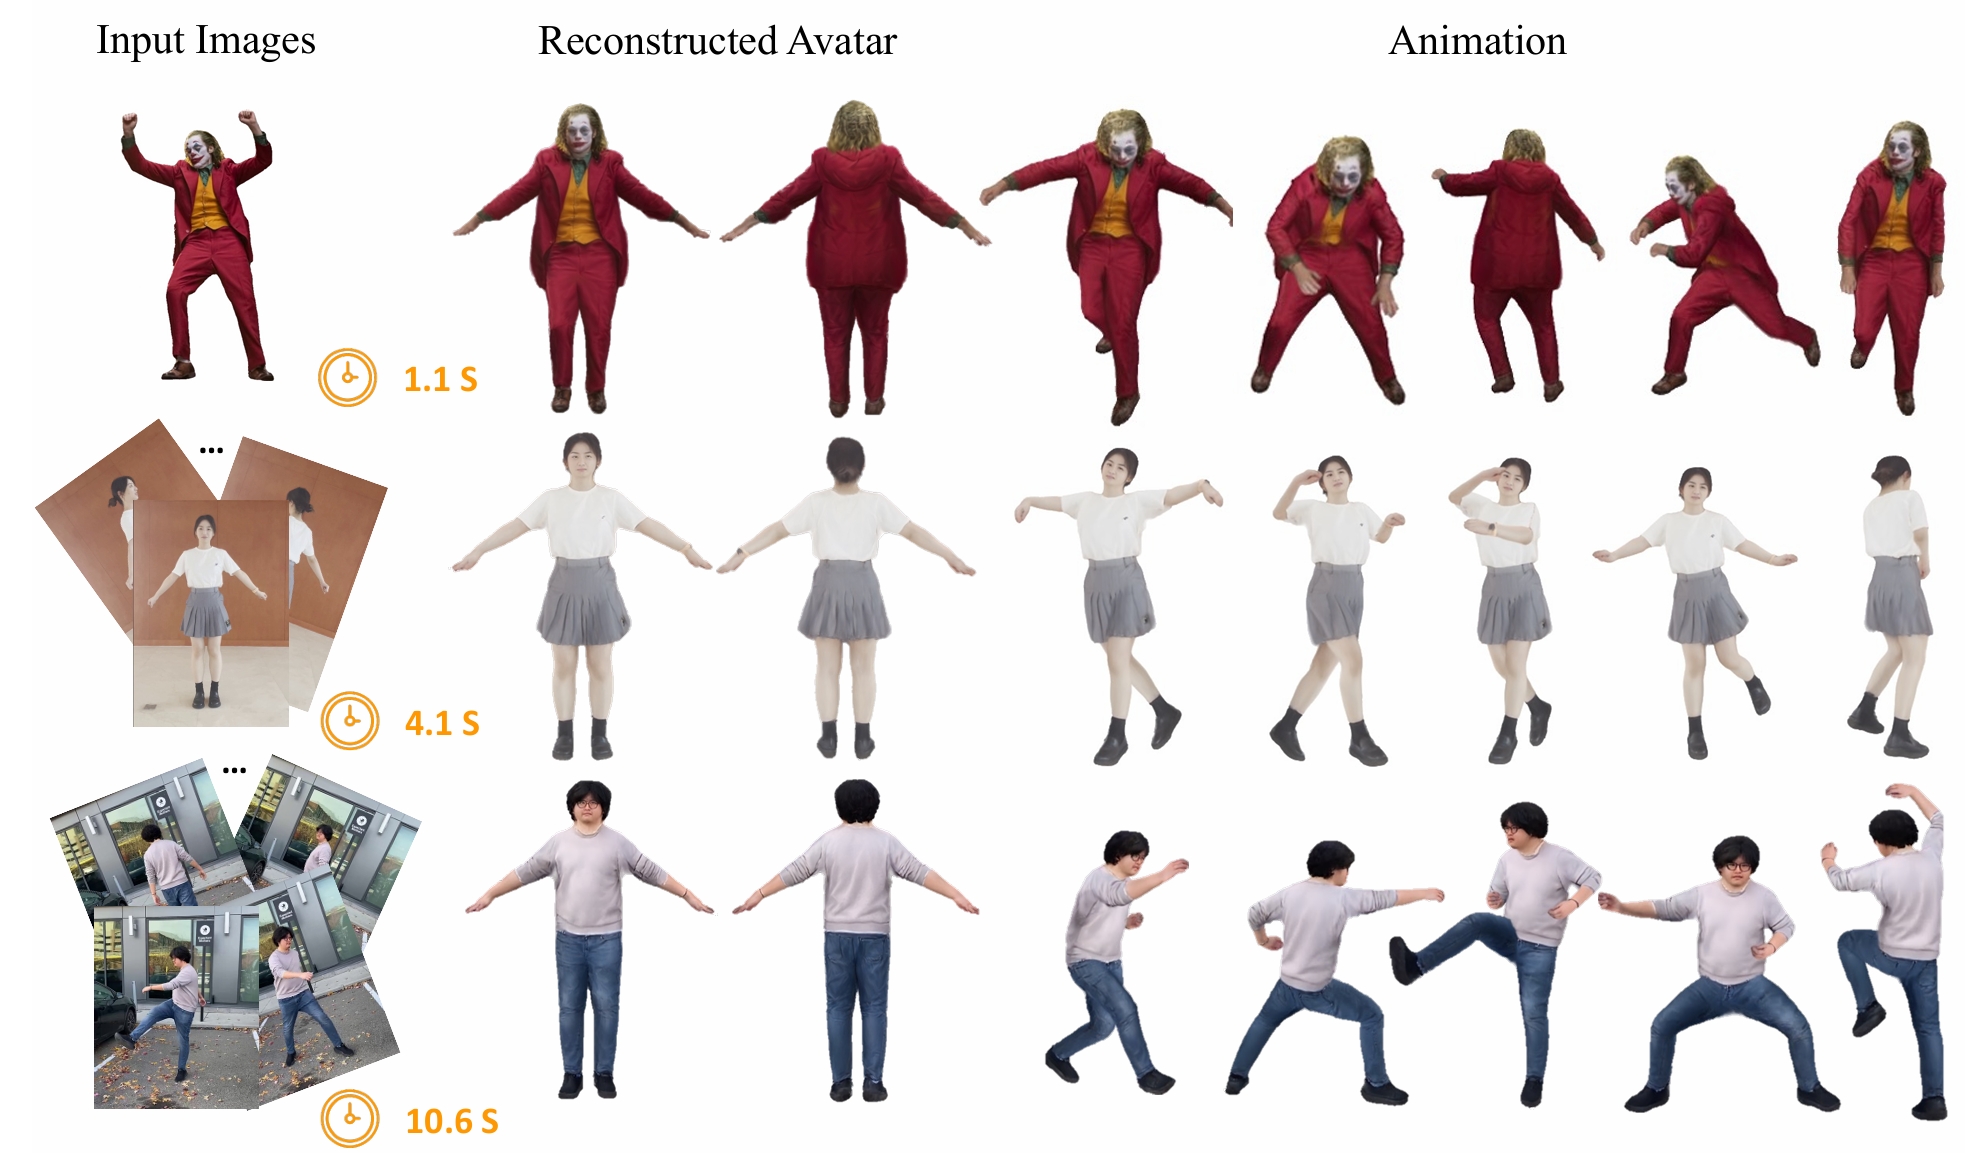 Input Images
Reconstructed Avatar
Animation
1.1 S
...
4.1 S
...
10.6 S